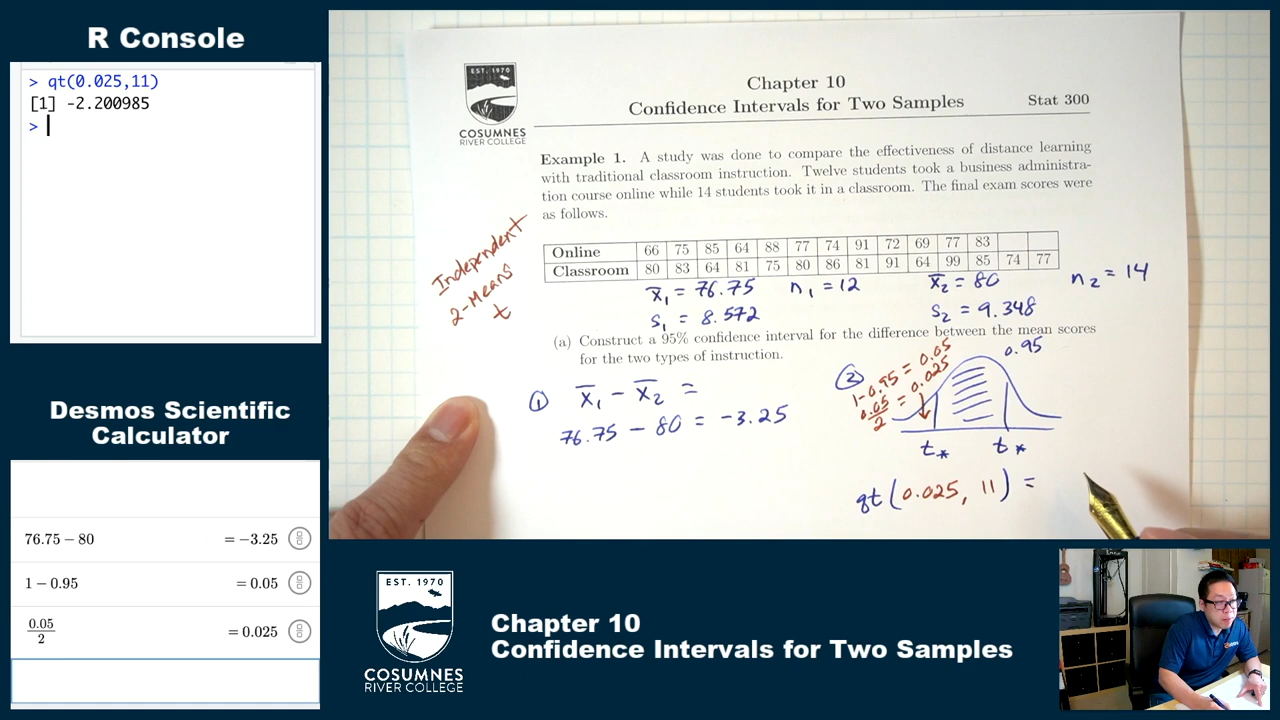 R Console
> qt(0.025,11)
[1] -2.200985
>
Desmos Scientific
Calculator
76.75 − 80 = −3.25
1 − 0.95 = 0.05
0.05/2 = 0.025
EST. 1970
COSUMNES
RIVER COLLEGE
Chapter 10
Confidence Intervals for Two Samples
Stat 300
Example 1. A study was done to compare the effectiveness of distance learning
with traditional classroom instruction. Twelve students took a business administra-
tion course online while 14 students took it in a classroom. The final exam scores were
as follows.
Independent
2-Means
t
Online 66 75 85 64 88 77 74 91 72 69 77 83
Classroom 80 83 64 81 75 80 86 81 91 64 99 85 74 77
x̄₁ = 76.75 n₁ = 12 x̄₂ = 80 n₂ = 14
s₁ = 8.572 s₂ = 9.348
(a) Construct a 95% confidence interval for the difference between the mean scores
for the two types of instruction.
① x̄₁ − x̄₂ =
76.75 − 80 = −3.25
②
1-0.95 = 0.05
0.05/2 = 0.025
0.95
t* t*
qt(0.025, 11) =
EST. 1970
COSUMNES
RIVER COLLEGE
Chapter 10
Confidence Intervals for Two Samples